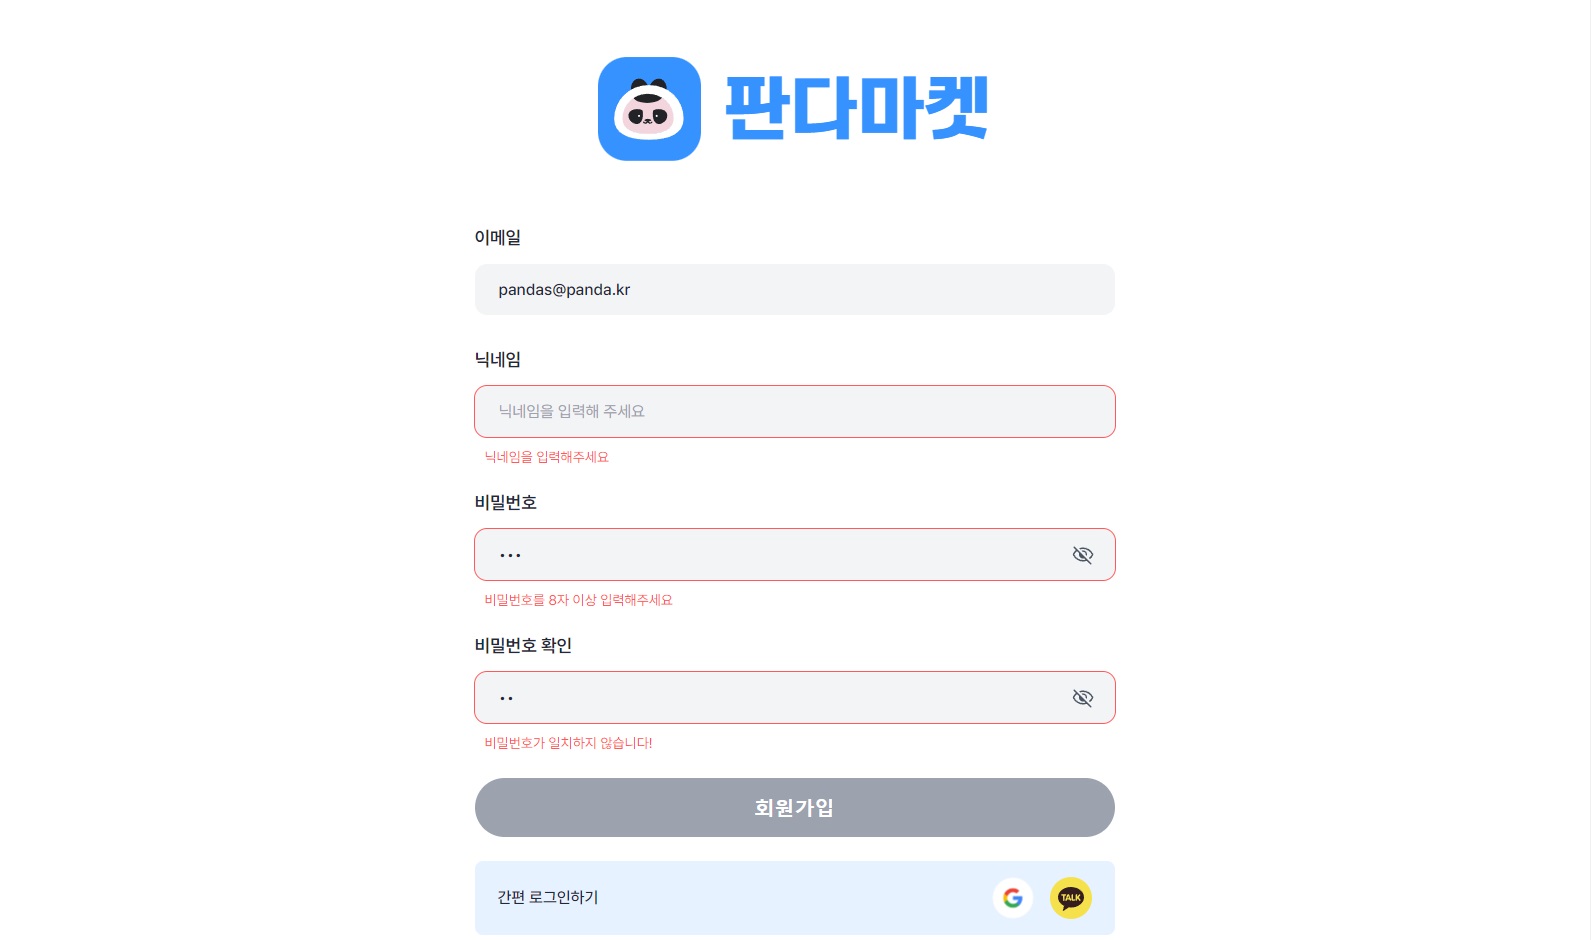 판다마켓
이메일
pandas@panda.kr
닉네임
닉네임을 입력해 주세요
닉네임을 입력해주세요
비밀번호
•••
비밀번호를 8자 이상 입력해주세요
비밀번호 확인
••
비밀번호가 일치하지 않습니다!
회원가입
간편 로그인하기
G
TALK